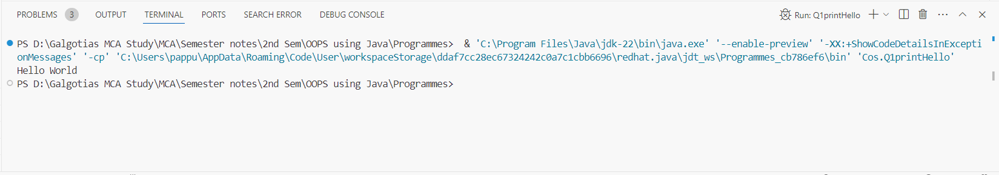 PROBLEMS 3 OUTPUT TERMINAL PORTS SEARCH ERROR DEBUG CONSOLE Run: Q1printHello
PS D:\Galgotias MCA Study\MCA\Semester notes\2nd Sem\OOPS using Java\Programmes>  & 'C:\Program Files\Java\jdk-22\bin\java.exe' '--enable-preview' '-XX:+ShowCodeDetailsInExcepti
onMessages' '-cp' 'C:\Users\pappu\AppData\Roaming\Code\User\workspaceStorage\ddaf7cc28ec67324242c0a7c1cbb6696\redhat.java\jdt_ws\Programmes_cb786ef6\bin' 'Cos.Q1printHello'
Hello World
PS D:\Galgotias MCA Study\MCA\Semester notes\2nd Sem\OOPS using Java\Programmes>